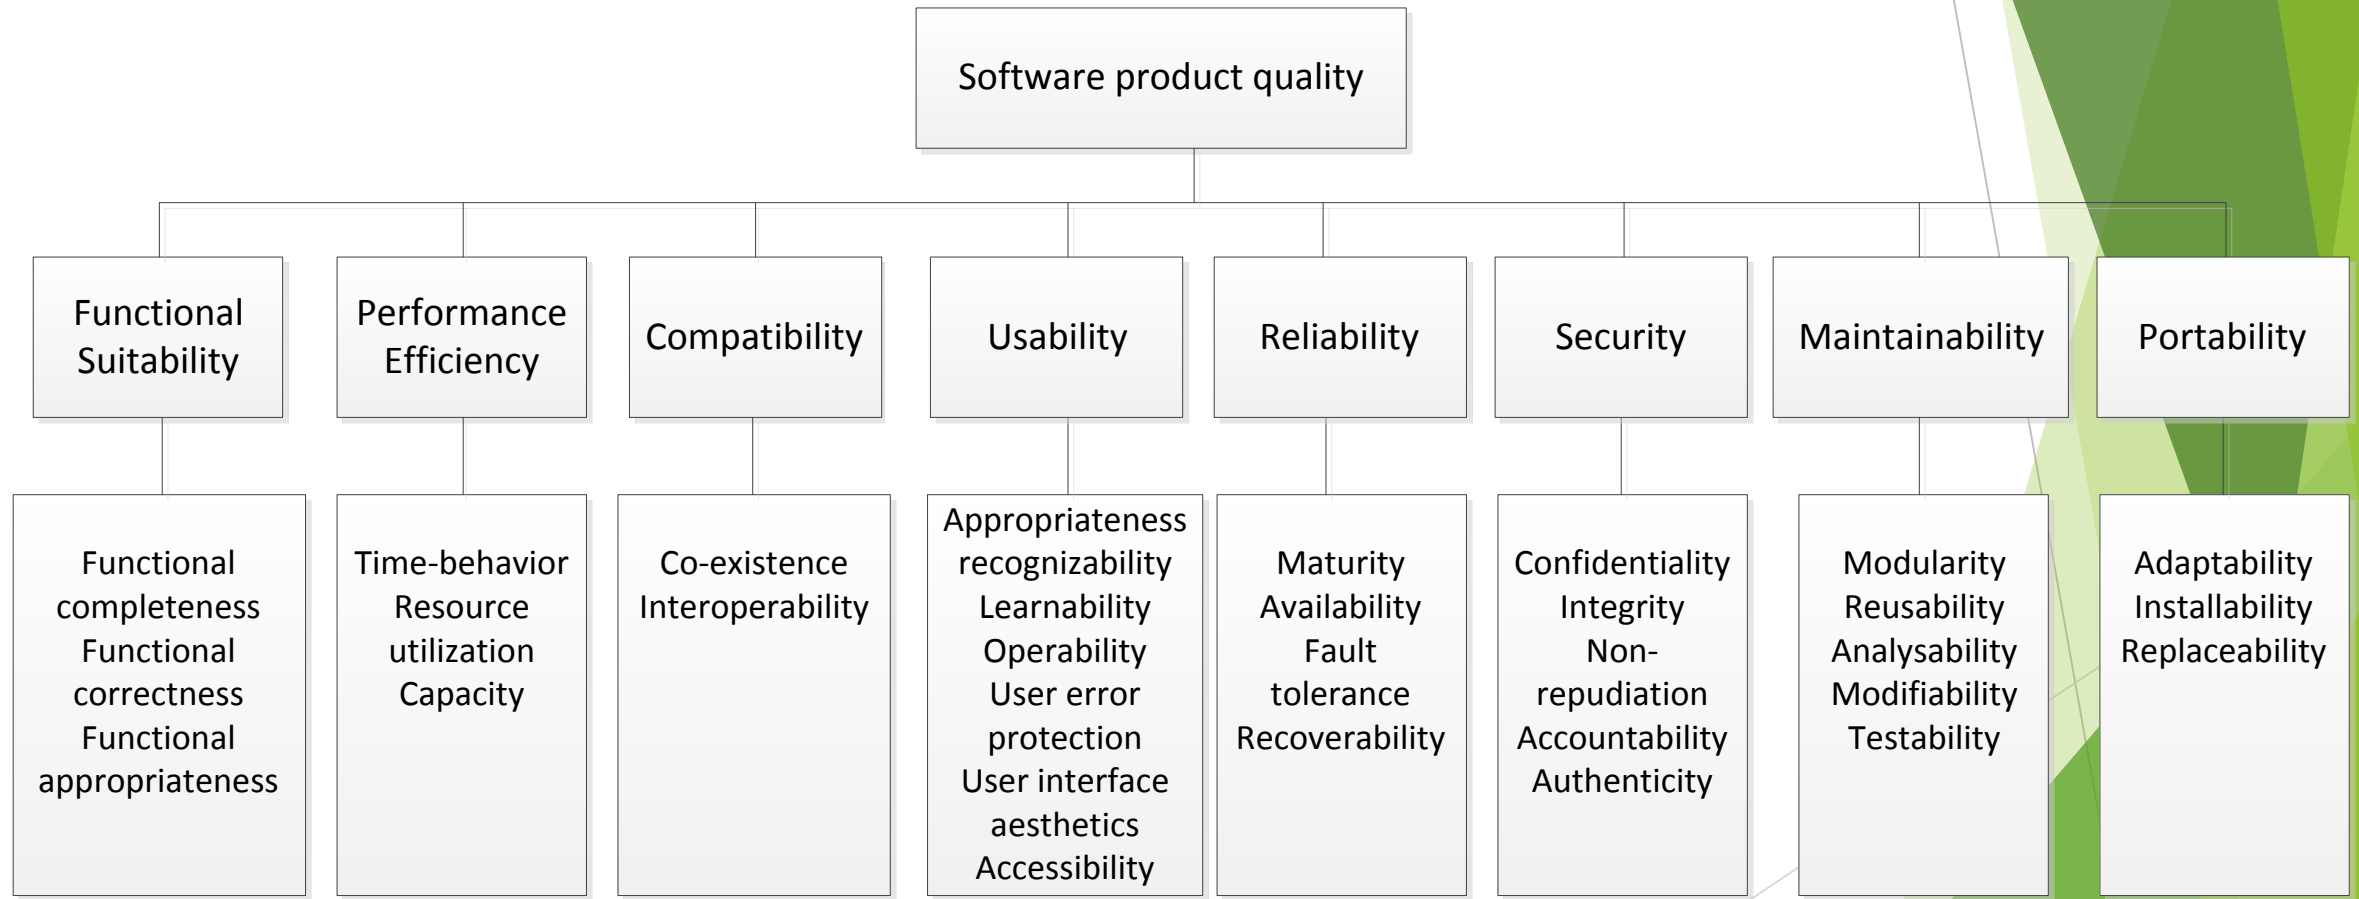 Software product quality
Functional
Suitability
Performance
Efficiency
Compatibility
Usability
Reliability
Security
Maintainability
Portability
Functional
completeness
Functional
correctness
Functional
appropriateness
Time-behavior
Resource
utilization
Capacity
Co-existence
Interoperability
Appropriateness
recognizability
Learnability
Operability
User error
protection
User interface
aesthetics
Accessibility
Maturity
Availability
Fault
tolerance
Recoverability
Confidentiality
Integrity
Non-
repudiation
Accountability
Authenticity
Modularity
Reusability
Analysability
Modifiability
Testability
Adaptability
Installability
Replaceability